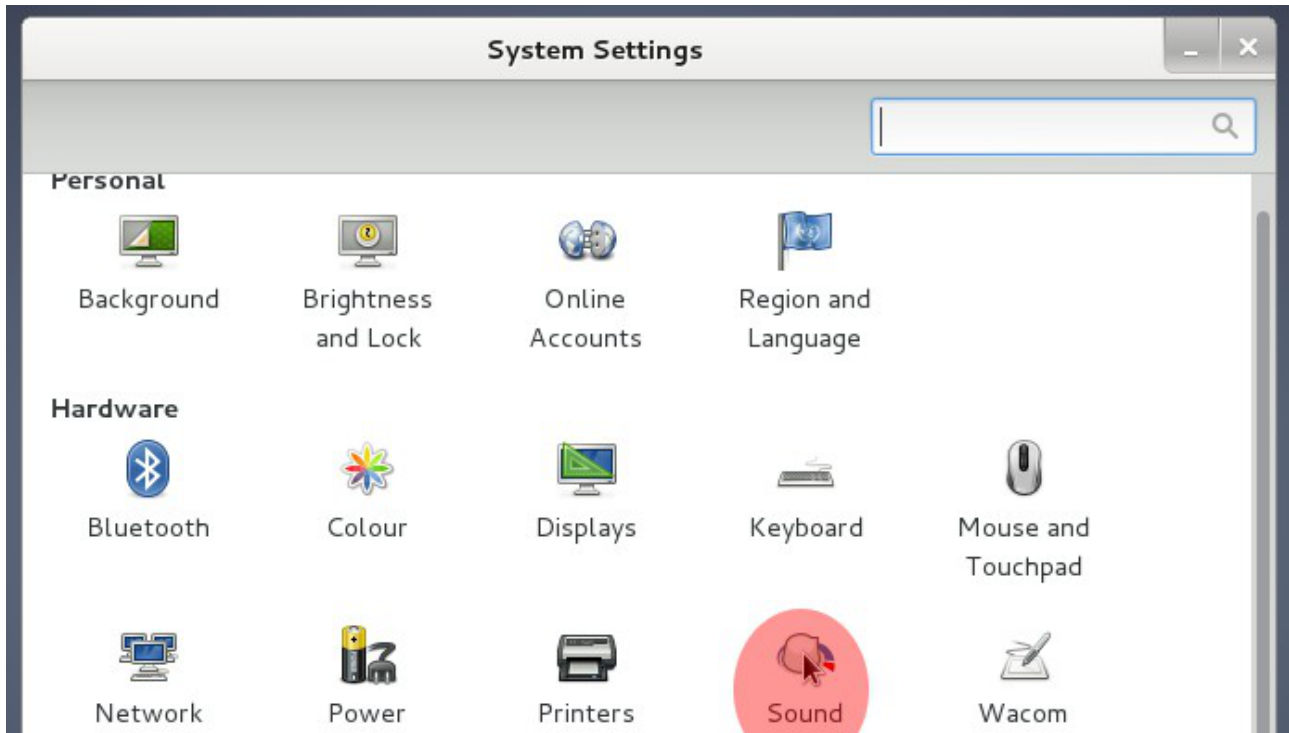 System Settings
Personal
Background
Brightness
and Lock
Online
Accounts
Region and
Language
Hardware
Bluetooth
Colour
Displays
Keyboard
Mouse and
Touchpad
Network
Power
Printers
Sound
Wacom